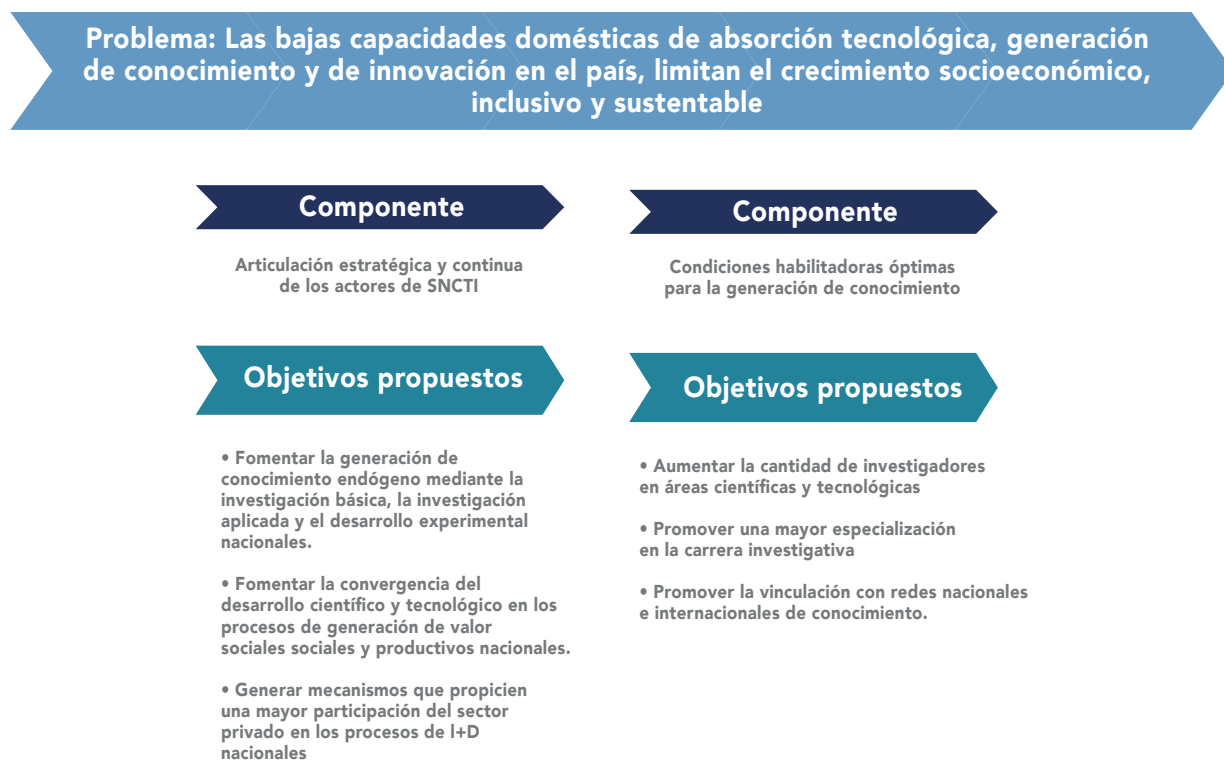 Problema: Las bajas capacidades domésticas de absorción tecnológica, generación
de conocimiento y de innovación en el país, limitan el crecimiento socioeconómico,
inclusivo y sustentable
Componente
Articulación estratégica y continua
de los actores de SNCTI
Objetivos propuestos
• Fomentar la generación de
conocimiento endógeno mediante la
investigación básica, la investigación
aplicada y el desarrollo experimental
nacionales.
• Fomentar la convergencia del
desarrollo científico y tecnológico en los
procesos de generación de valor
sociales sociales y productivos nacionales.
• Generar mecanismos que propicien
una mayor participación del sector
privado en los procesos de l+D
nacionales
Componente
Condiciones habilitadoras óptimas
para la generación de conocimiento
Objetivos propuestos
• Aumentar la cantidad de investigadores
en áreas científicas y tecnológicas
• Promover una mayor especialización
en la carrera investigativa
• Promover la vinculación con redes nacionales
e internacionales de conocimiento.